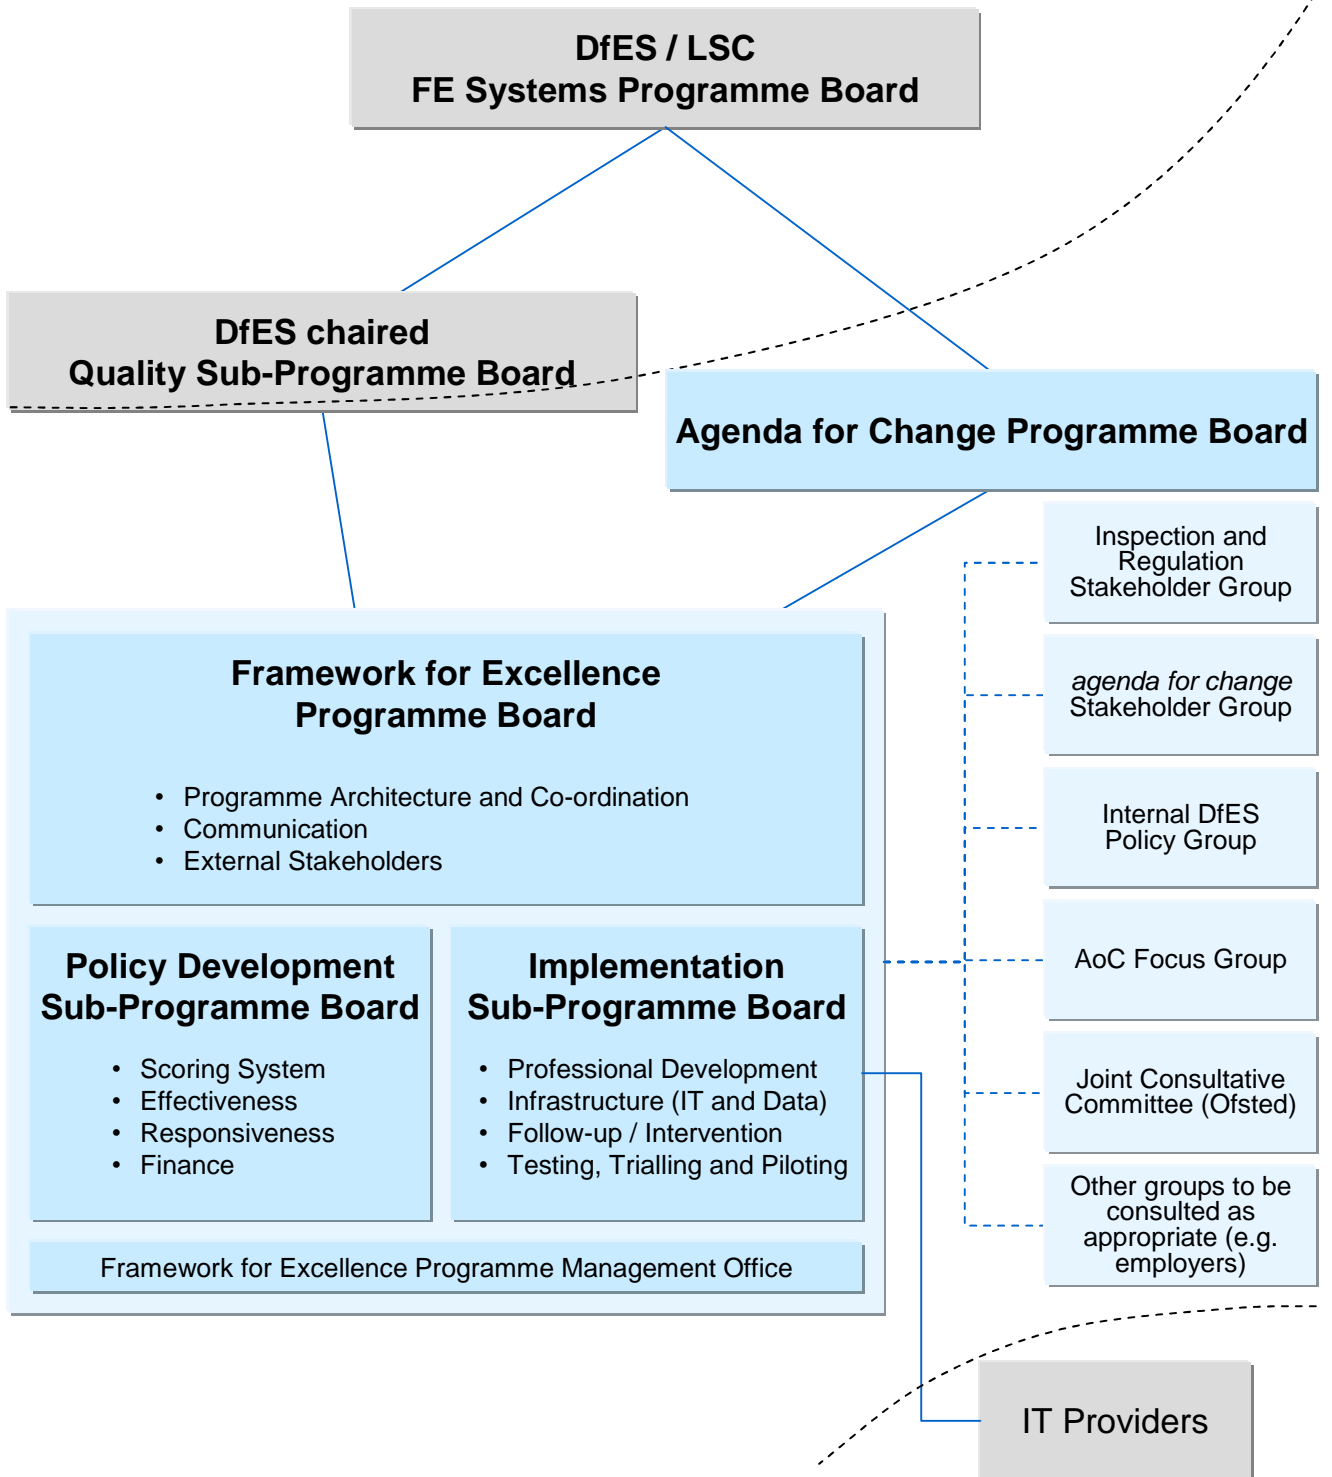 DfES / LSC
FE Systems Programme Board
DfES chaired
Quality Sub-Programme Board
Agenda for Change Programme Board
Framework for Excellence
Programme Board
• Programme Architecture and Co-ordination
• Communication
• External Stakeholders
Policy Development
Sub-Programme Board
• Scoring System
• Effectiveness
• Responsiveness
• Finance
Implementation
Sub-Programme Board
• Professional Development
• Infrastructure (IT and Data)
• Follow-up / Intervention
• Testing, Trialling and Piloting
Framework for Excellence Programme Management Office
Inspection and
Regulation
Stakeholder Group
agenda for change
Stakeholder Group
Internal DfES
Policy Group
AoC Focus Group
Joint Consultative
Committee (Ofsted)
Other groups to be
consulted as
appropriate (e.g.
employers)
IT Providers